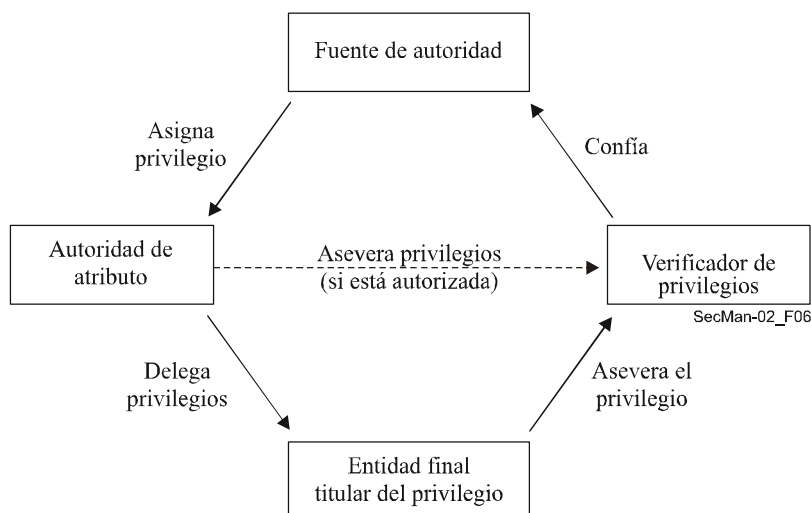 Fuente de autoridad
Asigna
privilegio
Confía
Autoridad de
atributo
Asevera privilegios
(si está autorizada)
Verificador de
privilegios
SecMan-02_F06
Delega
privilegios
Asevera el
privilegio
Entidad final
titular del privilegio